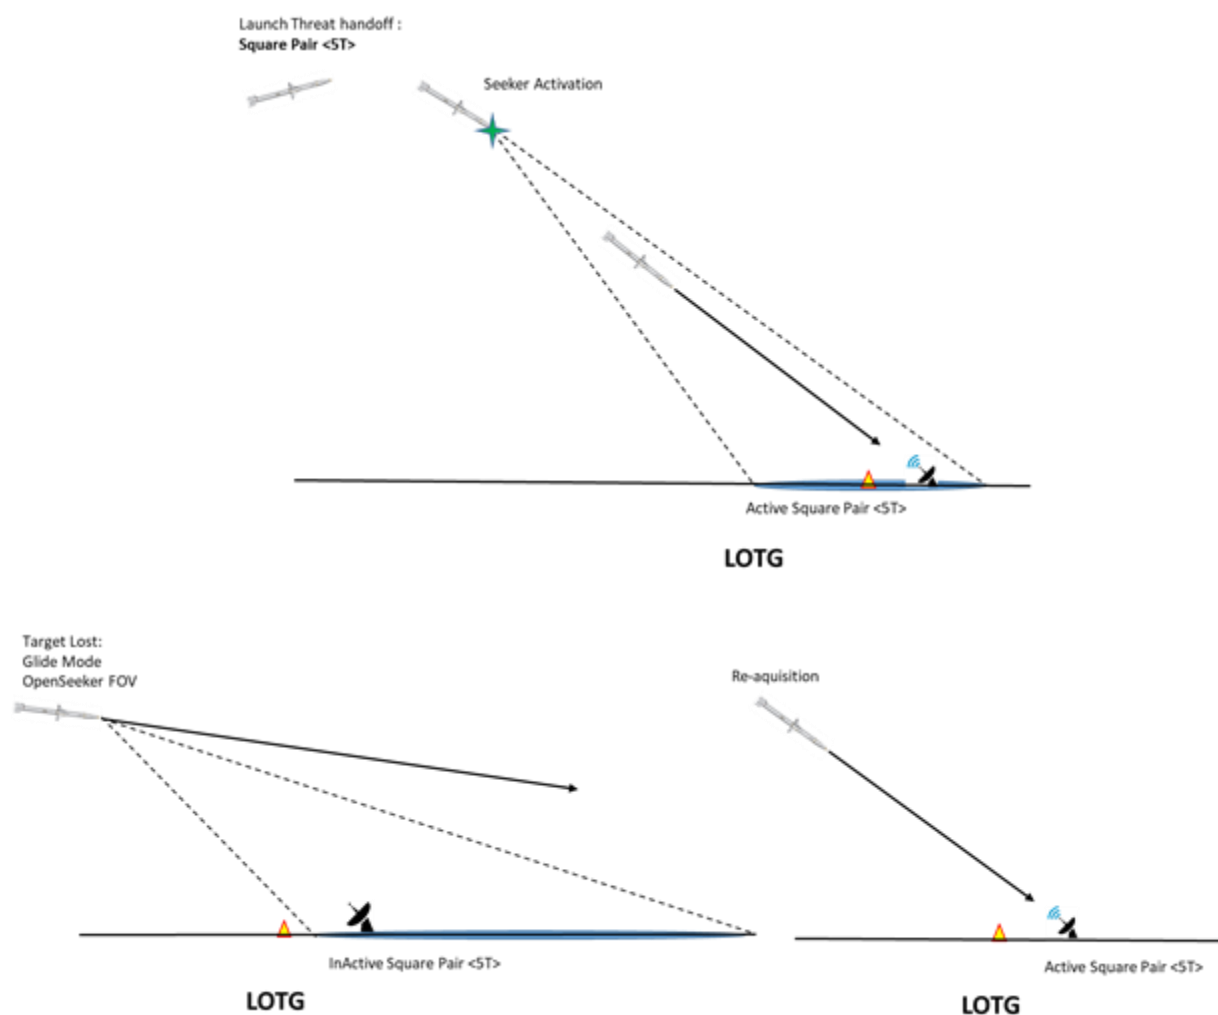 Launch Threat handoff :
Square Pair <5T>
Seeker Activation
Active Square Pair <5T>
LOTG
Target Lost:
Glide Mode
OpenSeeker FOV
InActive Square Pair <5T>
LOTG
Re-aquisition
Active Square Pair <5T>
LOTG